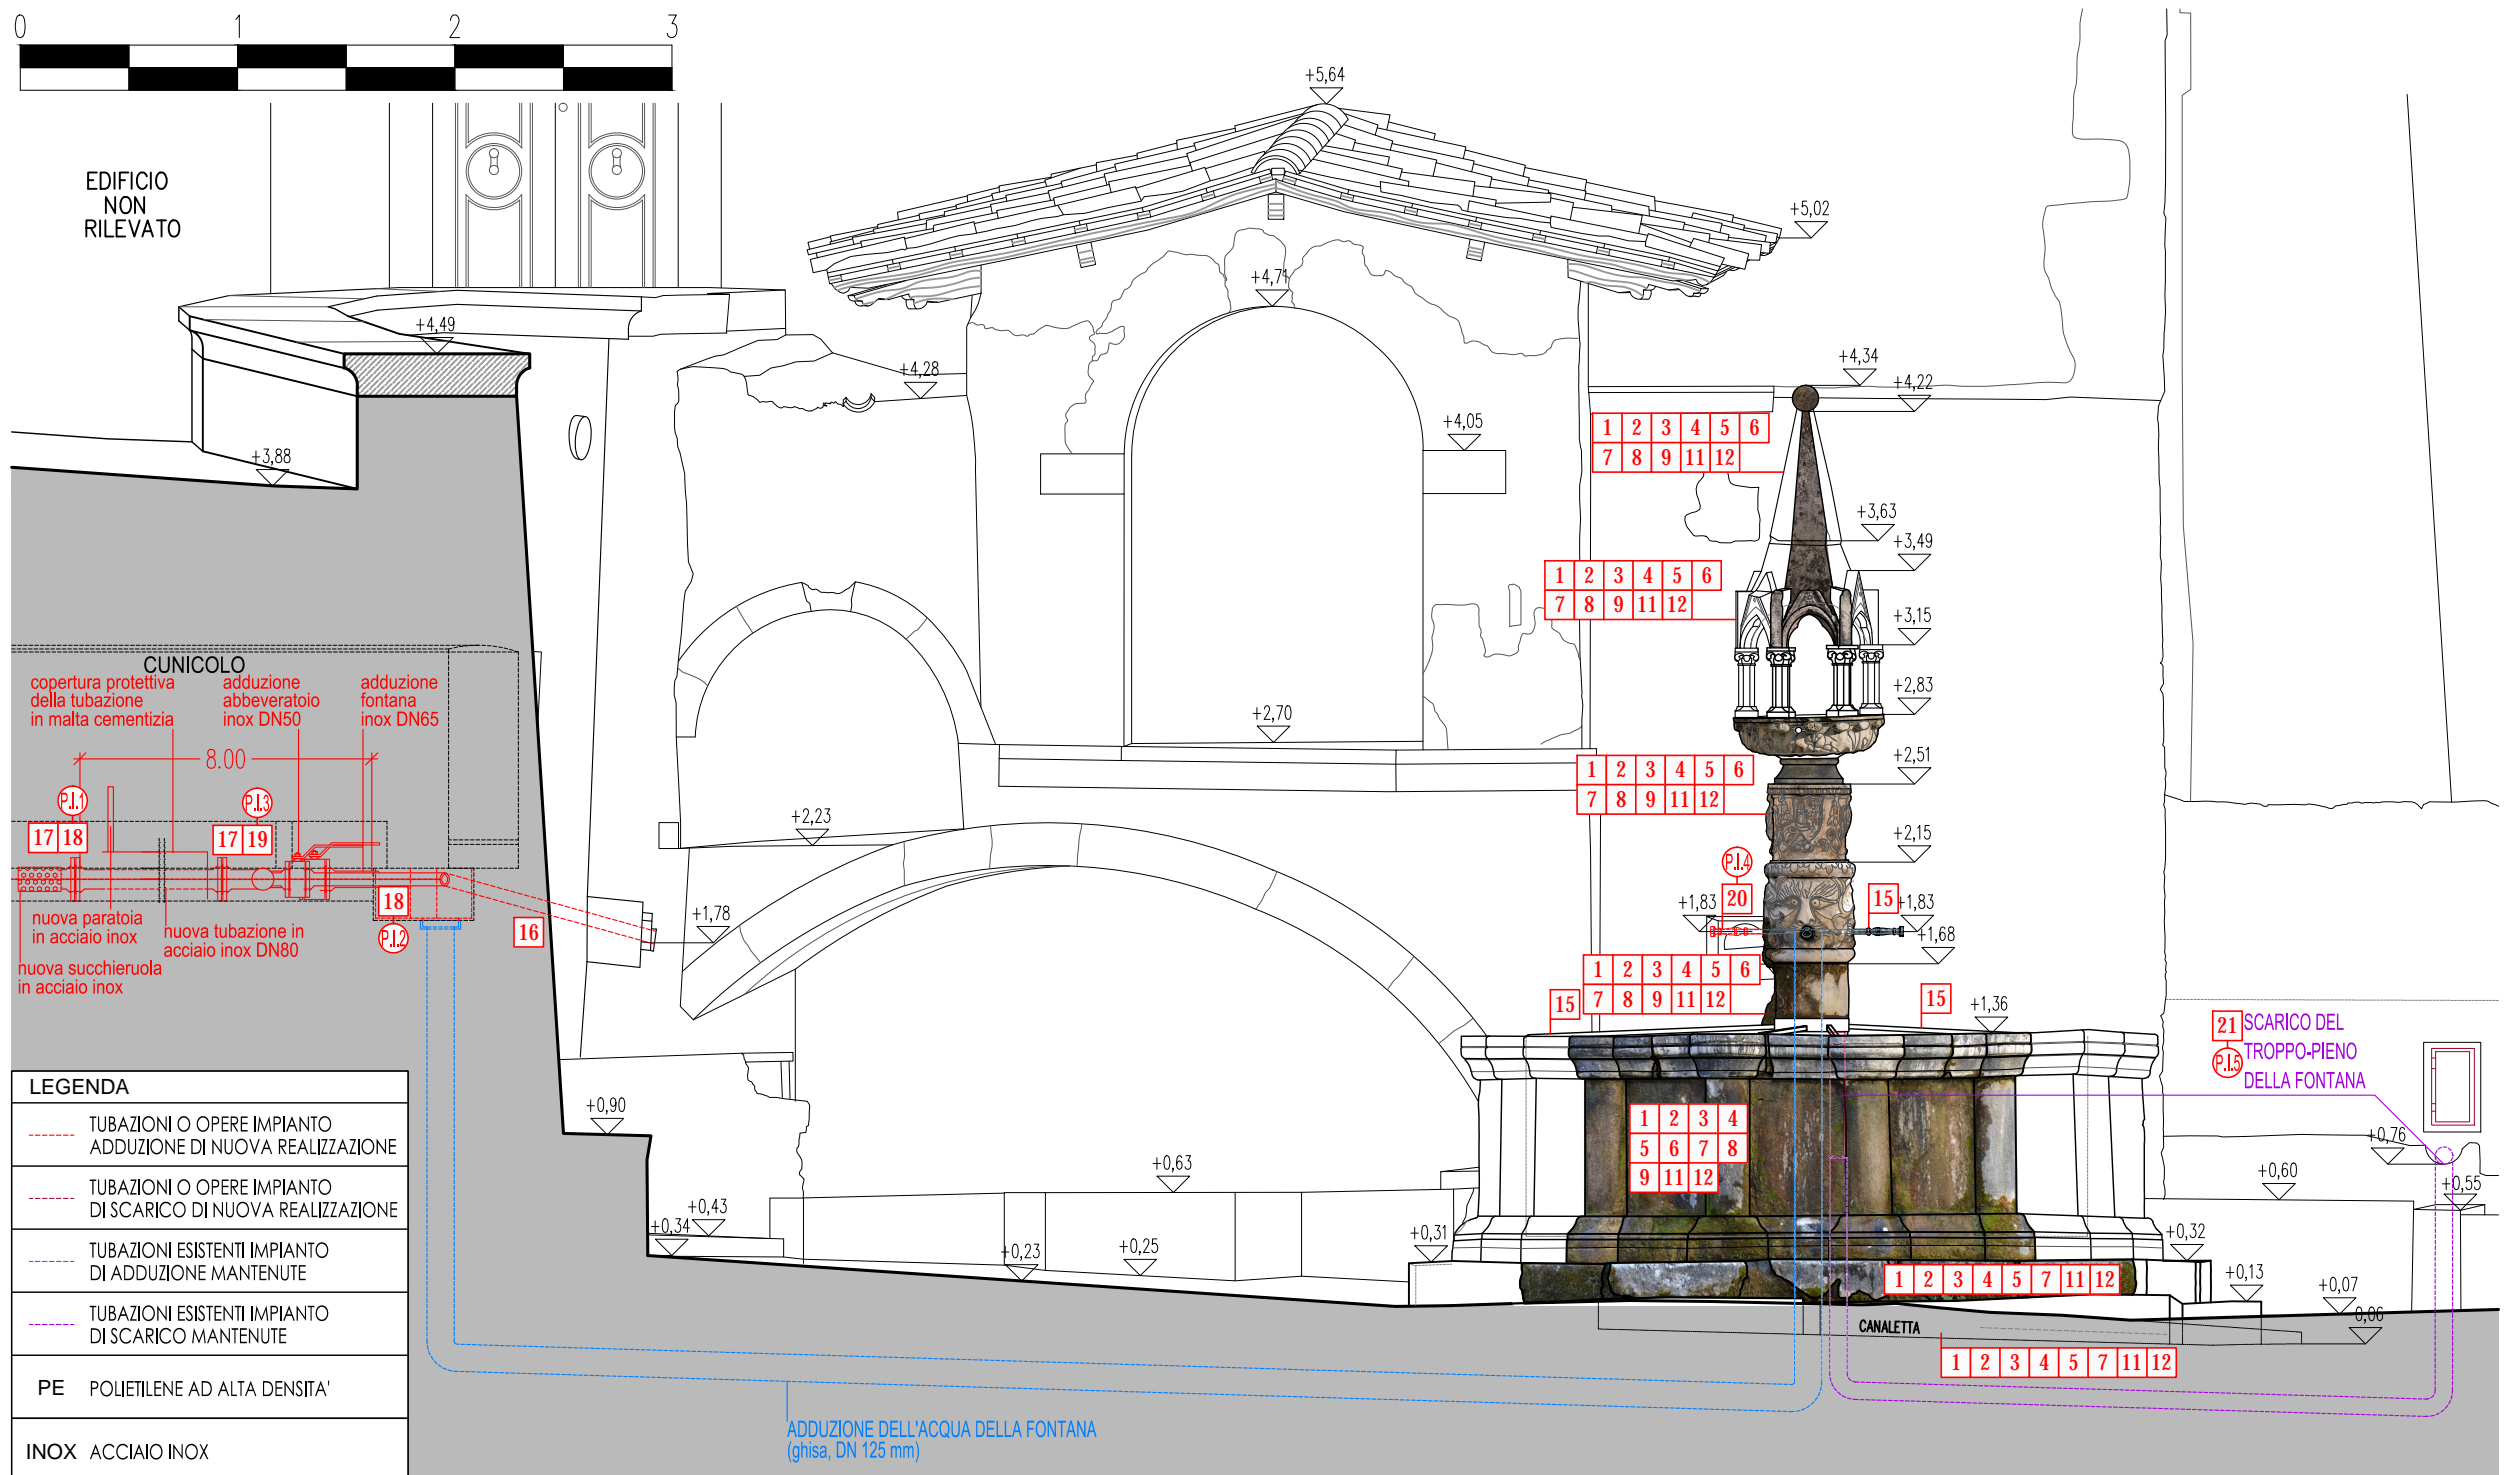 0 1 2 3
EDIFICIO
NON
RILEVATO
+5,64
+5,02
+4,71
+4,49
+4,28
+4,34
+4,22
+4,05
+3,88
1 2 3 4 5 6
7 8 9 11 12
+3,63
+3,49
1 2 3 4 5 6
7 8 9 11 12
+3,15
+2,83
+2,70
+2,51
1 2 3 4 5 6
7 8 9 11 12
+2,23
+2,15
CUNICOLO
copertura protettiva
della tubazione
in malta cementizia
adduzione
abbeveratoio
inox DN50
adduzione
fontana
inox DN65
8.00
P.I.1
P.I.3
17 18
17 19
18
P.I.2
16
nuova paratoia
in acciaio inox
nuova tubazione in
acciaio inox DN80
nuova succhieruola
in acciaio inox
+1,78
P.I.4
20
+1,83
15
+1,83
+1,68
1 2 3 4 5 6
7 8 9 11 12
15
15
+1,36
21 SCARICO DEL
P.I.5 TROPPO-PIENO
DELLA FONTANA
+0,90
1 2 3 4
5 6 7 8
9 11 12
+0,76
+0,63
+0,60
+0,55
+0,43
+0,34
+0,23
+0,25
+0,31
+0,32
1 2 3 4 5 7 11 12
+0,13
+0,07
0,06
CANALETTA
1 2 3 4 5 7 11 12
ADDUZIONE DELL'ACQUA DELLA FONTANA
(ghisa, DN 125 mm)
LEGENDA
TUBAZIONI O OPERE IMPIANTO
ADDUZIONE DI NUOVA REALIZZAZIONE
TUBAZIONI O OPERE IMPIANTO
DI SCARICO DI NUOVA REALIZZAZIONE
TUBAZIONI ESISTENTI IMPIANTO
DI ADDUZIONE MANTENUTE
TUBAZIONI ESISTENTI IMPIANTO
DI SCARICO MANTENUTE
PE POLIETILENE AD ALTA DENSITA'
INOX ACCIAIO INOX